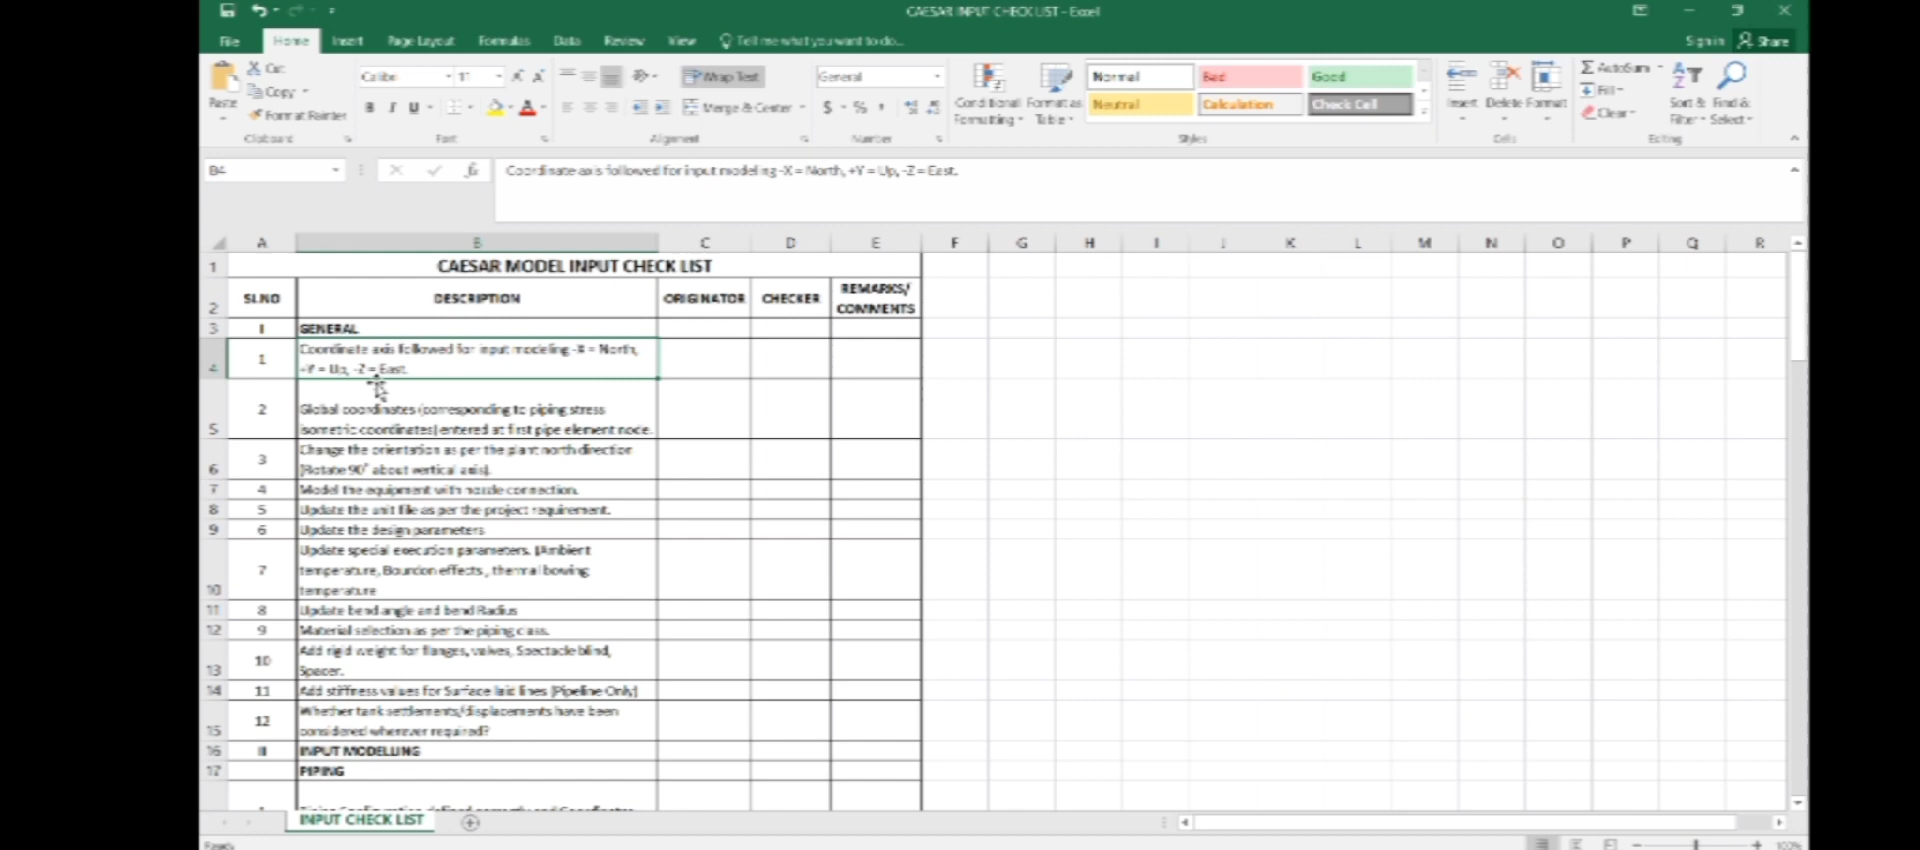 CAESAR INPUT CHECK LIST - Excel
File Home Insert Page Layout Formulas Data Review View Tell me what you want to do... Sign in Share
Cut
Copy
Format Painter
Paste
Calibri 11
B I U
Wrap Text
Merge & Center
General
$ % ,
Conditional Formatting
Format as Table
Normal Bad Good
Neutral Calculation Check Cell
Insert Delete Format
AutoSum
Fill
Clear
Sort & Filter
Find & Select
Clipboard Font Alignment Number Styles Cells Editing
B4 fx Coordinate axis followed for input modeling -X = North, +Y = Up, -Z = East.
A B C D E F G H I J K L M N O P Q R
1 CAESAR MODEL INPUT CHECK LIST
2 SI.NO DESCRIPTION ORIGINATOR CHECKER REMARKS/
COMMENTS
3 I GENERAL
4 1 Coordinate axis followed for input modeling -X = North,
+Y = Up, -Z = East.
5 2 Global coordinates (corresponding to piping stress
isometric coordinates) entered at first pipe element node.
6 3 Change the orientation as per the plant north direction
(Rotate 90° about vertical axis).
7 4 Model the equipment with nozzle connection.
8 5 Update the unit file as per the project requirement.
9 6 Update the design parameters
10 7 Update special execution parameters. (Ambient
temperature, Bourdon effects , thermal bowing
temperature
11 8 Update bend angle and bend Radius
12 9 Material selection as per the piping class.
13 10 Add rigid weight for flanges, valves, Spectacle blind,
Spacer.
14 11 Add stiffness values for Surface laid lines (Pipeline Only)
15 12 Whether tank settlements/displacements have been
considered wherever required?
16 II INPUT MODELLING
17 PIPING
INPUT CHECK LIST
Ready 100%